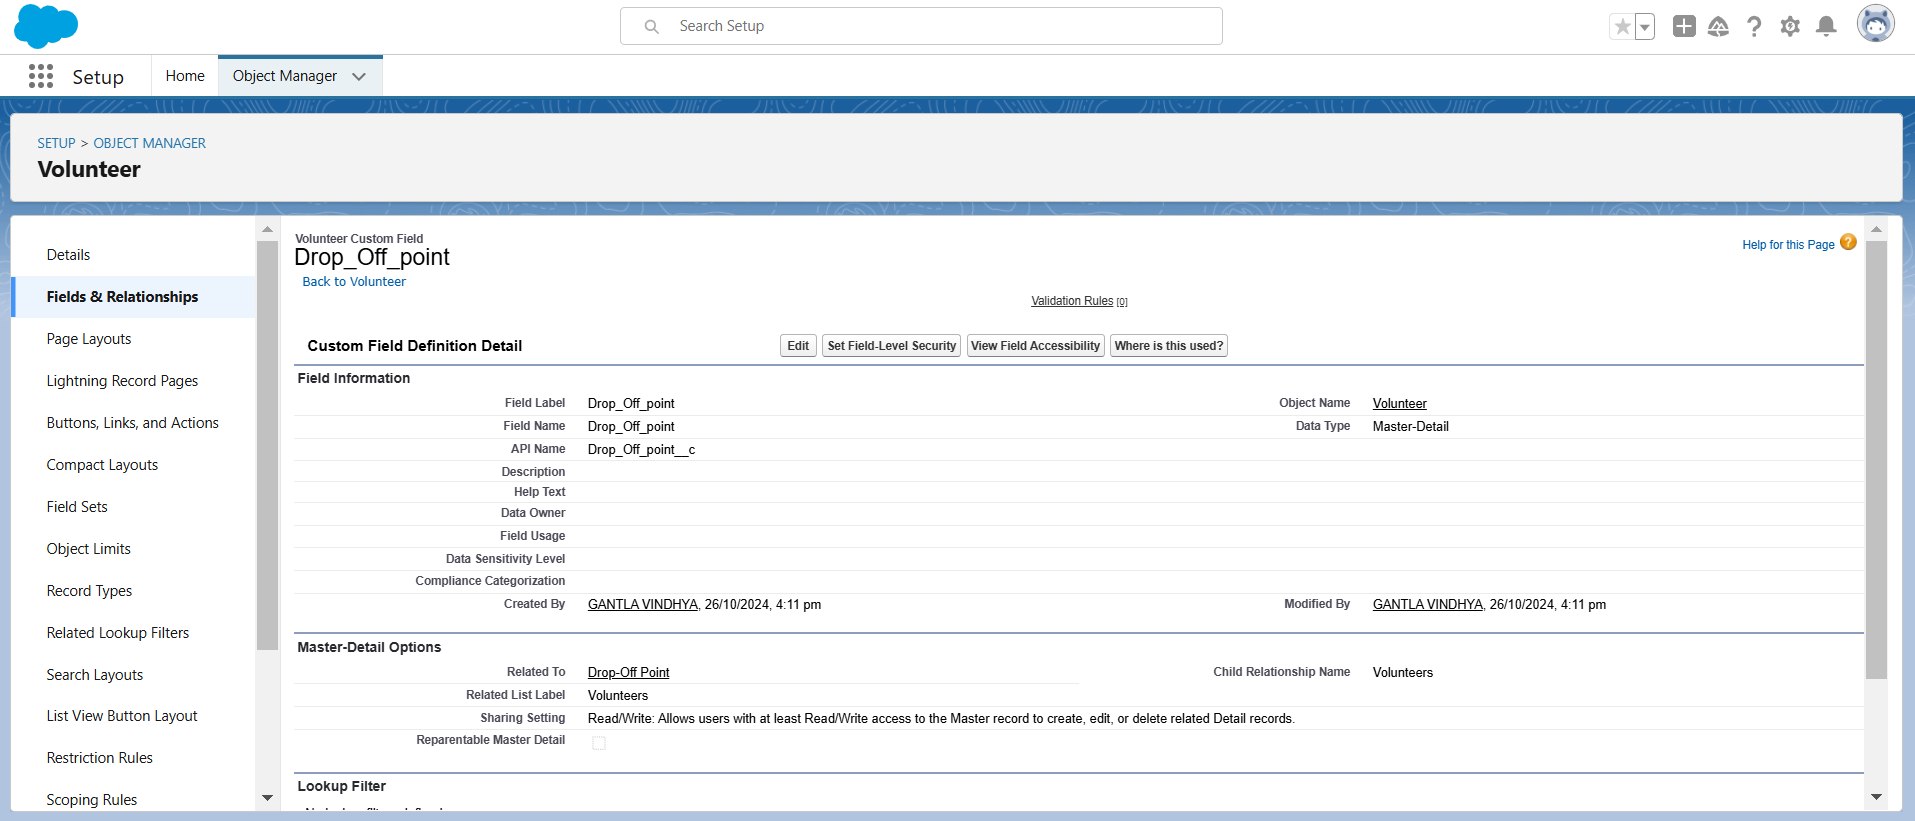 Search Setup
Setup
Home
Object Manager
SETUP > OBJECT MANAGER
Volunteer
Details
Fields & Relationships
Page Layouts
Lightning Record Pages
Buttons, Links, and Actions
Compact Layouts
Field Sets
Object Limits
Record Types
Related Lookup Filters
Search Layouts
List View Button Layout
Restriction Rules
Scoping Rules
Volunteer Custom Field
Drop_Off_point
Back to Volunteer
Help for this Page
Validation Rules [0]
Custom Field Definition Detail
Edit
Set Field-Level Security
View Field Accessibility
Where is this used?
Field Information
Field Label Drop_Off_point Object Name Volunteer
Field Name Drop_Off_point Data Type Master-Detail
API Name Drop_Off_point__c
Description
Help Text
Data Owner
Field Usage
Data Sensitivity Level
Compliance Categorization
Created By GANTLA VINDHYA, 26/10/2024, 4:11 pm Modified By GANTLA VINDHYA, 26/10/2024, 4:11 pm
Master-Detail Options
Related To Drop-Off Point Child Relationship Name Volunteers
Related List Label Volunteers
Sharing Setting Read/Write: Allows users with at least Read/Write access to the Master record to create, edit, or delete related Detail records.
Reparentable Master Detail
Lookup Filter